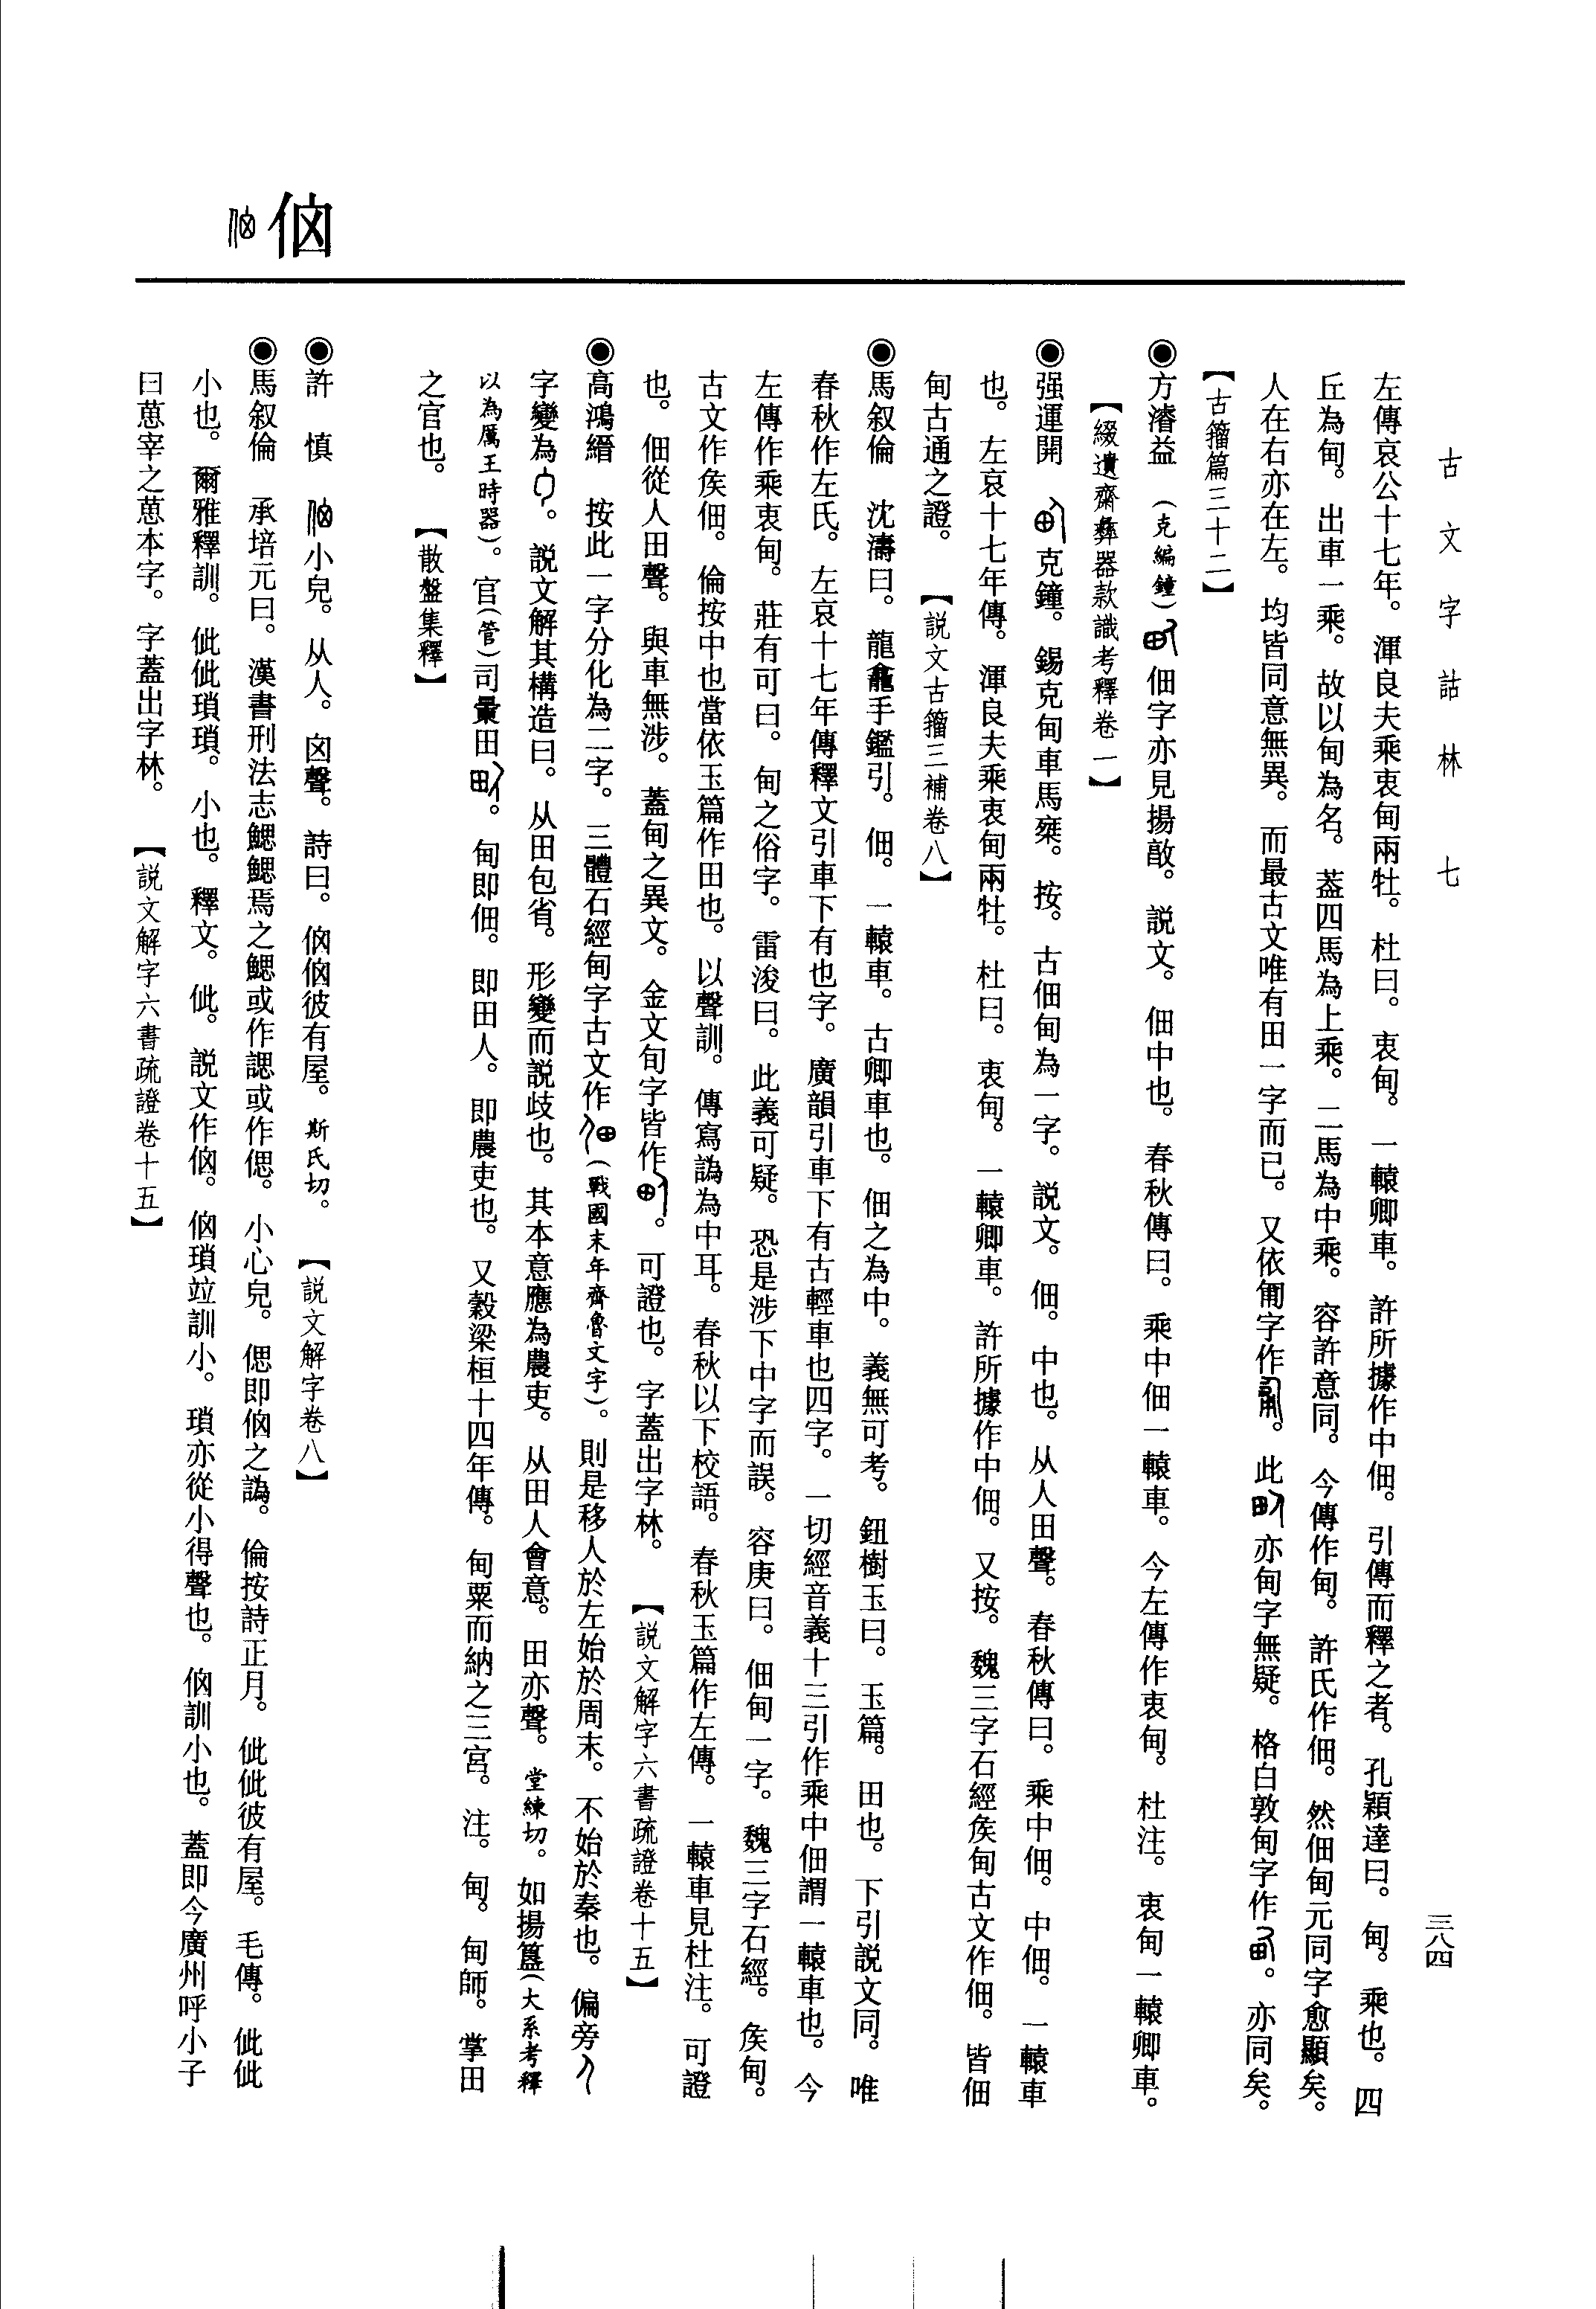 古文字詁林　七
三八四
左傳哀公十七年。渾良夫乘衷甸兩牡。杜曰。衷甸。一轅卿車。許所據作中佃。引傳而釋之者。孔穎達曰。甸。乘也。四
丘為甸。出車一乘。故以甸為名。葢四馬為上乘。二馬為中乘。容許意同。今傳作甸。許氏作佃。然佃甸元同字愈顯矣。
人在右亦在左。均皆同意無異。而最古文唯有田一字而已。又依匍字作。此亦甸字無疑。格白敦甸字作。亦同矣。
【古籀篇三十二】
◉方濬益　（克編鐘）佃字亦見揚敔。説文。佃中也。春秋傳曰。乘中佃一轅車。今左傳作衷甸。杜注。衷甸一轅卿車。
【綴遺齋彝器款識考釋卷一】
◉强運開　克鐘。錫克甸車馬椉。按。古佃甸為一字。説文。佃。中也。从人田聲。春秋傳曰。乘中佃。中佃。一轅車
也。左哀十七年傳。渾良夫乘衷甸兩牡。杜曰。衷甸。一轅卿車。許所據作中佃。又按。魏三字石經矦甸古文作佃。皆佃
甸古通之證。【説文古籀三補卷八】
◉馬叙倫　沈濤曰。龍龕手鑑引。佃。一轅車。古卿車也。佃之為中。義無可考。鈕樹玉曰。玉篇。田也。下引説文同。唯
春秋作左氏。左哀十七年傳釋文引車下有也字。廣韻引車下有古輕車也四字。一切經音義十三引作乘中佃謂一轅車也。今
左傳作乘衷甸。莊有可曰。甸之俗字。雷浚曰。此義可疑。恐是涉下中字而誤。容庚曰。佃甸一字。魏三字石經。矦甸。
古文作矦佃。倫按中也當依玉篇作田也。以聲訓。傳寫譌為中耳。春秋以下校語。春秋玉篇作左傳。一轅車見杜注。可證
也。佃從人田聲。與車無涉。蓋甸之異文。金文甸字皆作。可證也。字蓋出字林。【説文解字六書疏證卷十五】
◉高鴻縉　按此一字分化為二字。三體石經甸字古文作（戰國末年齊魯文字）。則是移人於左始於周末。不始於秦也。偏旁
字變為。説文解其構造曰。从田包省。形變而説歧也。其本意應為農吏。从田人會意。田亦聲。堂練切。如揚簋（大系考釋
以為厲王時器）。官（管）司量田。甸即佃。即田人。即農吏也。又穀梁桓十四年傳。甸粟而納之三宮。注。甸。甸師。掌田
之官也。【散盤集釋】
㑋
◉許　慎　小皃。从人。囟聲。詩曰。㑋㑋彼有屋。斯氏切。【説文解字卷八】
◉馬叙倫　承培元曰。漢書刑法志鰓鰓焉之鰓或作諰或作偲。小心皃。偲即㑋之譌。倫按詩正月。佌佌彼有屋。毛傳。佌佌
小也。爾雅釋訓。佌佌瑣瑣。小也。釋文。佌。説文作㑋。㑋瑣竝訓小。瑣亦從小得聲也。㑋訓小也。蓋即今廣州呼小子
曰葸宰之葸本字。字蓋出字林。【説文解字六書疏證卷十五】